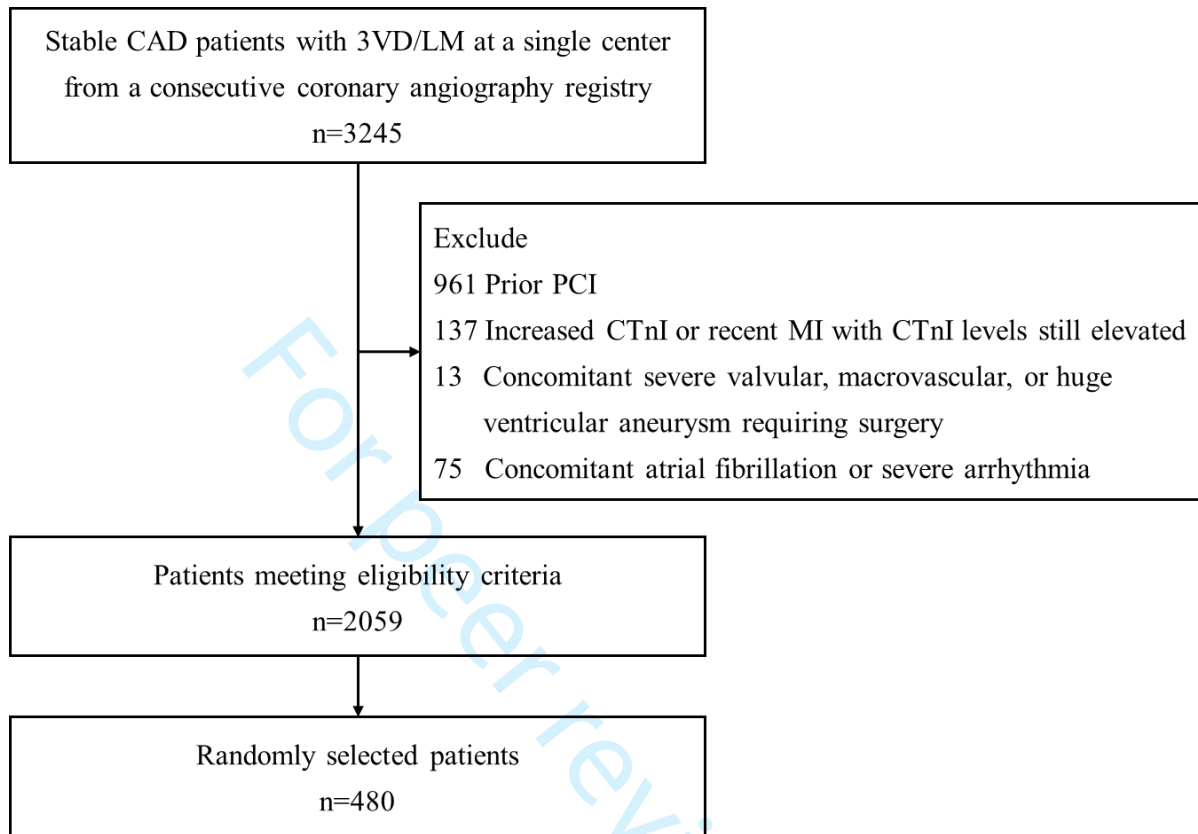 Stable CAD patients with 3VD/LM at a single center
from a consecutive coronary angiography registry
n=3245
Exclude
961 Prior PCI
137 Increased CTnI or recent MI with CTnI levels still elevated
13 Concomitant severe valvular, macrovascular, or huge
ventricular aneurysm requiring surgery
75 Concomitant atrial fibrillation or severe arrhythmia
Patients meeting eligibility criteria
n=2059
Randomly selected patients
n=480
For peer revi